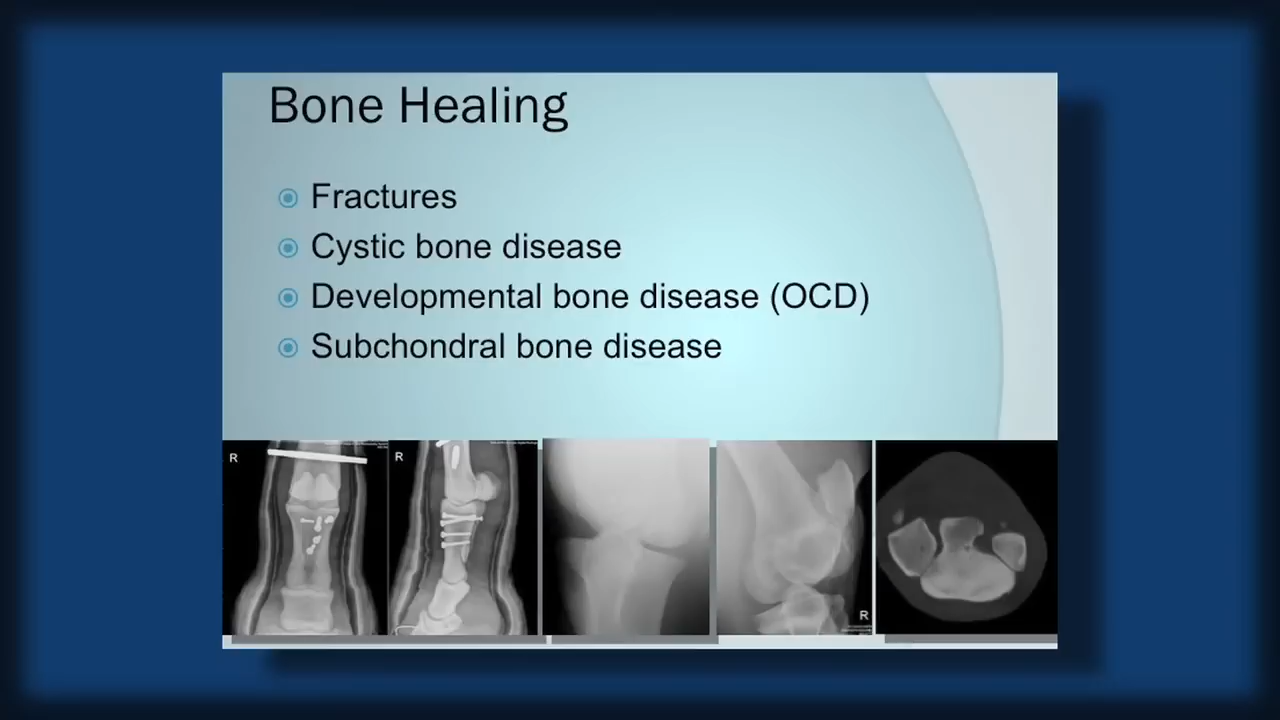 Bone Healing
Fractures
Cystic bone disease
Developmental bone disease (OCD)
Subchondral bone disease
R
R
R